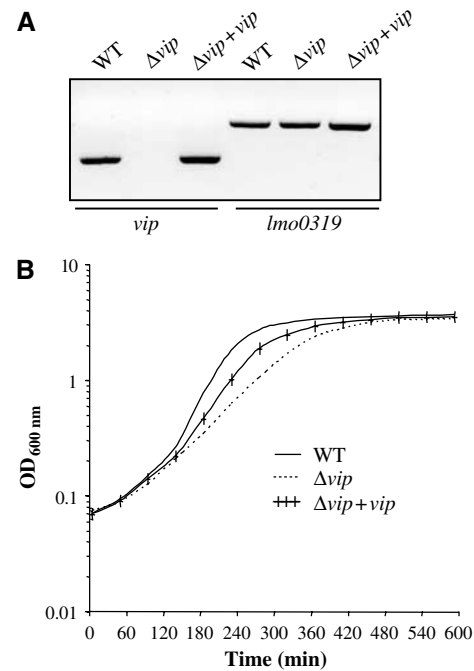 A
WT Δvip Δvip+vip WT Δvip Δvip+vip
vip lmo0319
B
10
1
0.1
0.01
OD600 nm
WT
Δvip
Δvip+vip
0 60 120 180 240 300 360 420 480 540 600
Time (min)